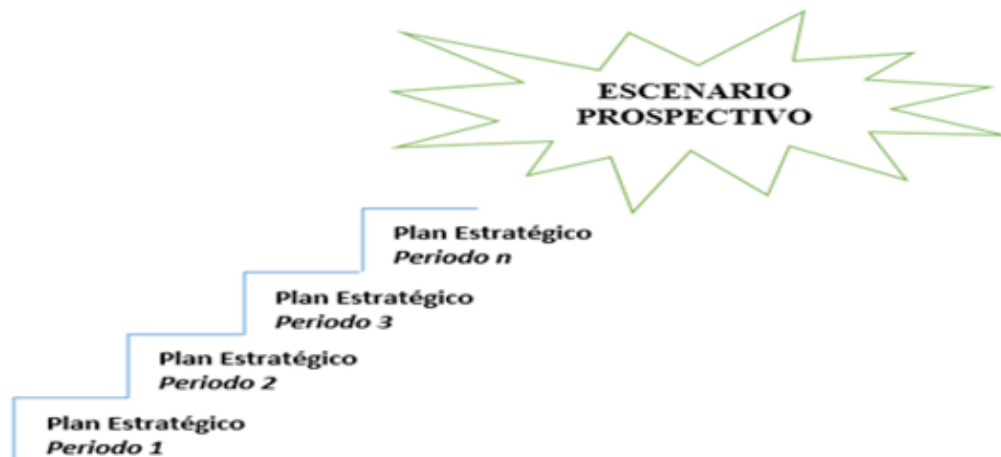 ESCENARIO
PROSPECTIVO
Plan Estratégico
Periodo n
Plan Estratégico
Periodo 3
Plan Estratégico
Periodo 2
Plan Estratégico
Periodo 1